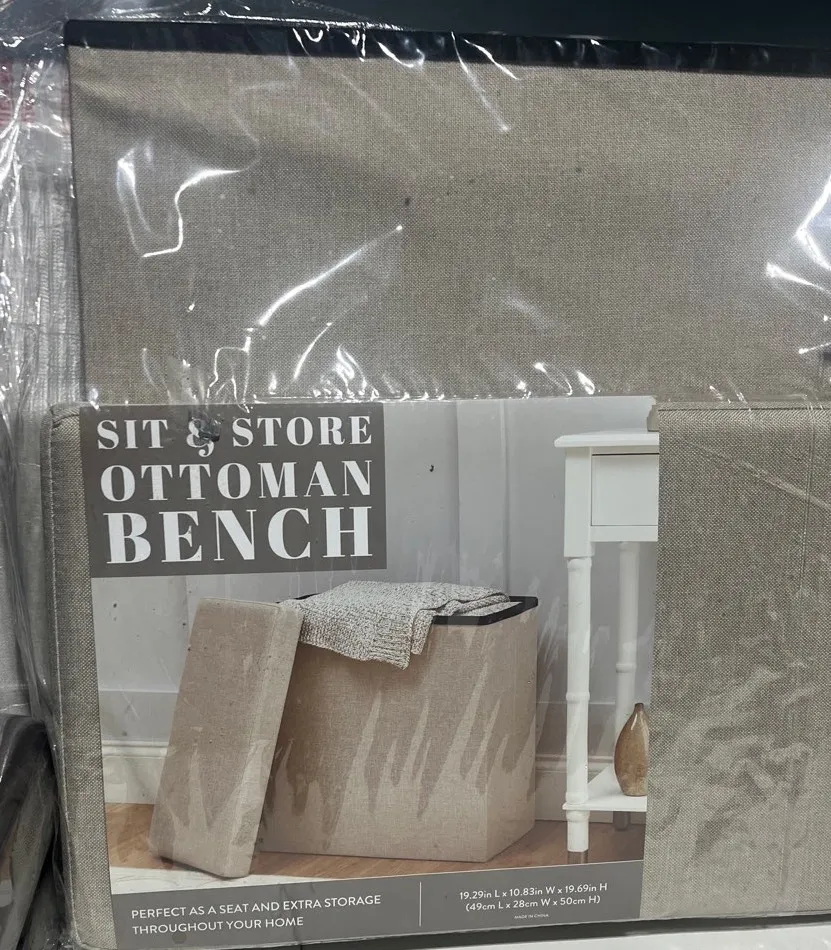 SIT & STORE
OTTOMAN
BENCH
PERFECT AS A SEAT AND EXTRA STORAGE
THROUGHOUT YOUR HOME
19.29in L x 10.83in W x 19.69in H
(49cm L x 28cm W x 50cm H)
MADE IN CHINA